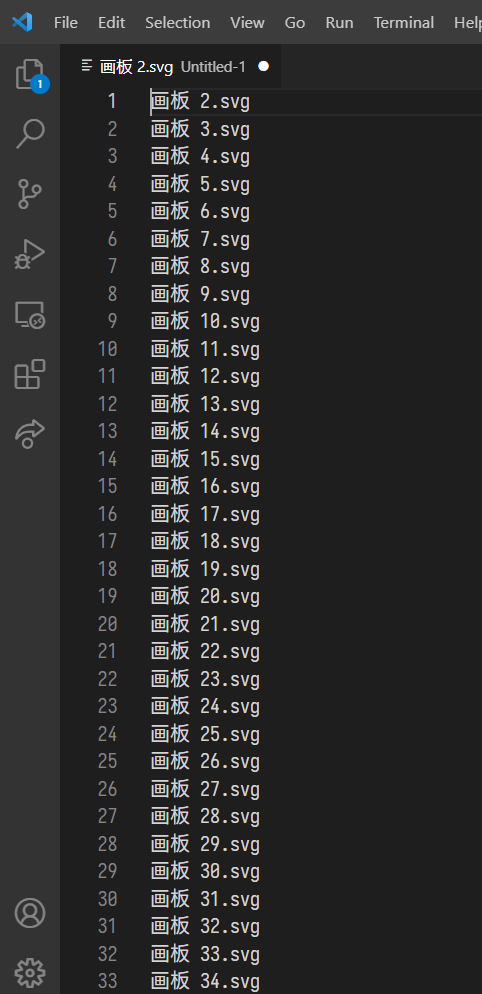 File Edit Selection View Go Run Terminal Help
画板 2.svg Untitled-1
1
1 画板 2.svg
2 画板 3.svg
3 画板 4.svg
4 画板 5.svg
5 画板 6.svg
6 画板 7.svg
7 画板 8.svg
8 画板 9.svg
9 画板 10.svg
10 画板 11.svg
11 画板 12.svg
12 画板 13.svg
13 画板 14.svg
14 画板 15.svg
15 画板 16.svg
16 画板 17.svg
17 画板 18.svg
18 画板 19.svg
19 画板 20.svg
20 画板 21.svg
21 画板 22.svg
22 画板 23.svg
23 画板 24.svg
24 画板 25.svg
25 画板 26.svg
26 画板 27.svg
27 画板 28.svg
28 画板 29.svg
29 画板 30.svg
30 画板 31.svg
31 画板 32.svg
32 画板 33.svg
33 画板 34.svg